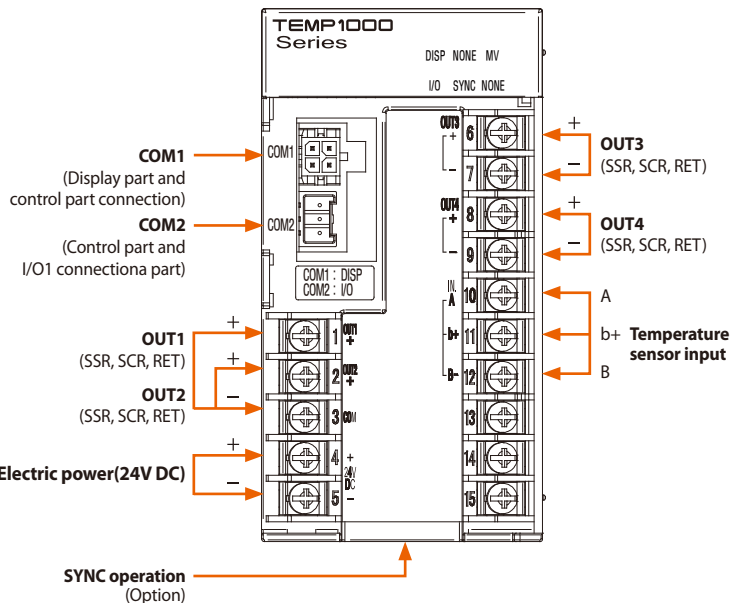 TEMP1000
Series
DISP NONE MV
I/O SYNC NONE
COM1
(Display part and
control part connection)
COM2
(Control part and
I/O1 connectiona part)
COM1
COM2
COM1 : DISP
COM2 : I/O
OUT1
(SSR, SCR, RET)
OUT2
(SSR, SCR, RET)
Electric power(24V DC)
+
+
−
+
−
1 OUT1
+
2 OUT2
+
3 COM
4 +
24V
DC
5 −
OUT3
+ 6
− 7
OUT4
+ 8
− 9
IN.
A 10
b+ 11
B− 12
13
14
15
+
OUT3
−
(SSR, SCR, RET)
+
OUT4
−
(SSR, SCR, RET)
A
b+ Temperature
sensor input
B
SYNC operation
(Option)